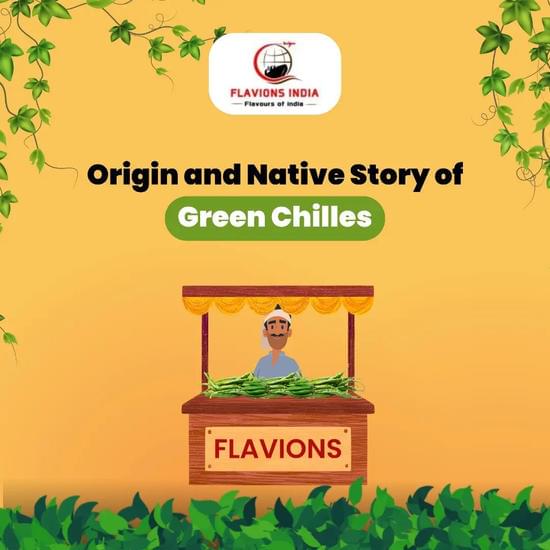 FLAVIONS INDIA
Flavours of india
Origin and Native Story of
Green Chilles
FLAVIONS